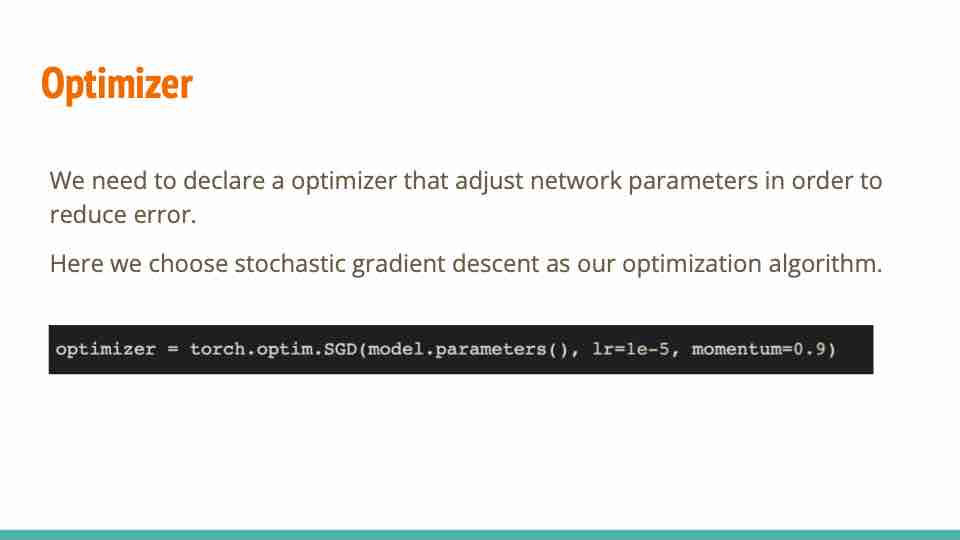 Optimizer
We need to declare a optimizer that adjust network parameters in order to
reduce error.
Here we choose stochastic gradient descent as our optimization algorithm.
optimizer = torch.optim.SGD(model.parameters(), lr=1e-5, momentum=0.9)